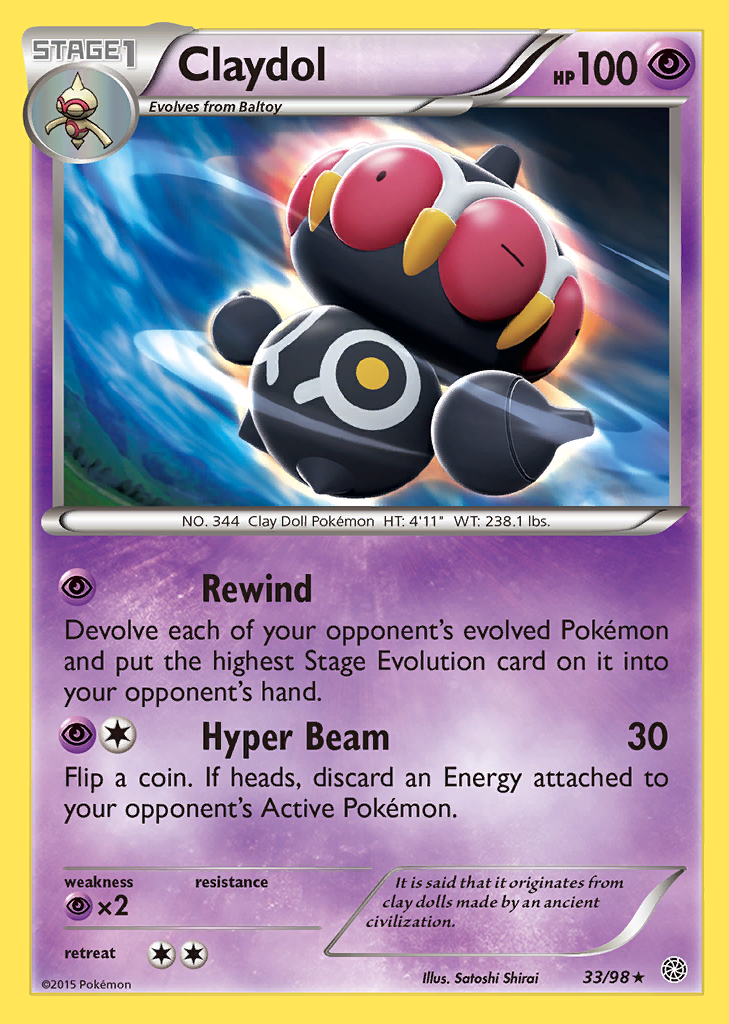 STAGE1
Claydol
HP100
Evolves from Baltoy
NO. 344 Clay Doll Pokémon HT: 4'11" WT: 238.1 lbs.
Rewind
Devolve each of your opponent's evolved Pokémon
and put the highest Stage Evolution card on it into
your opponent's hand.
Hyper Beam 30
Flip a coin. If heads, discard an Energy attached to
your opponent's Active Pokémon.
weakness resistance
×2
It is said that it originates from
clay dolls made by an ancient
civilization.
retreat
©2015 Pokémon
Illus. Satoshi Shirai 33/98★